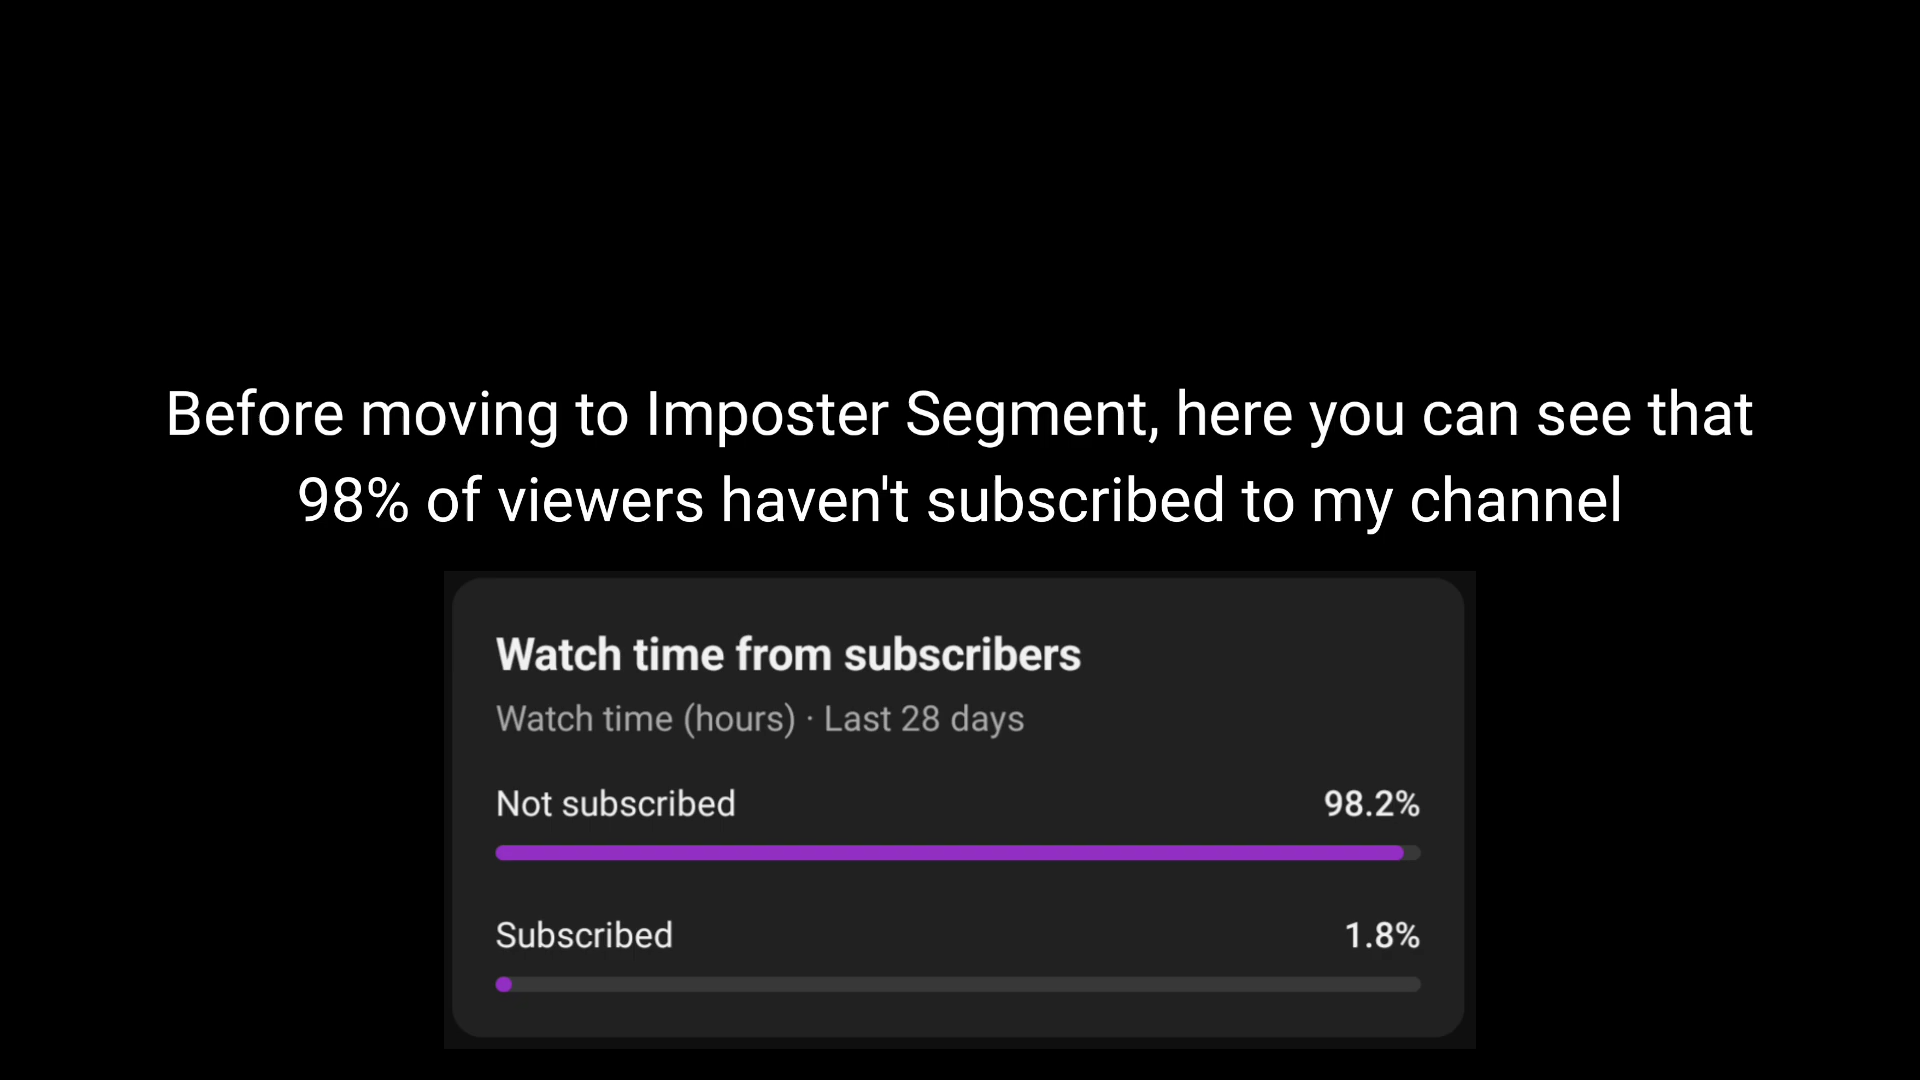 Before moving to Imposter Segment, here you can see that
98% of viewers haven't subscribed to my channel
Watch time from subscribers
Watch time (hours) · Last 28 days
Not subscribed 98.2%
Subscribed 1.8%